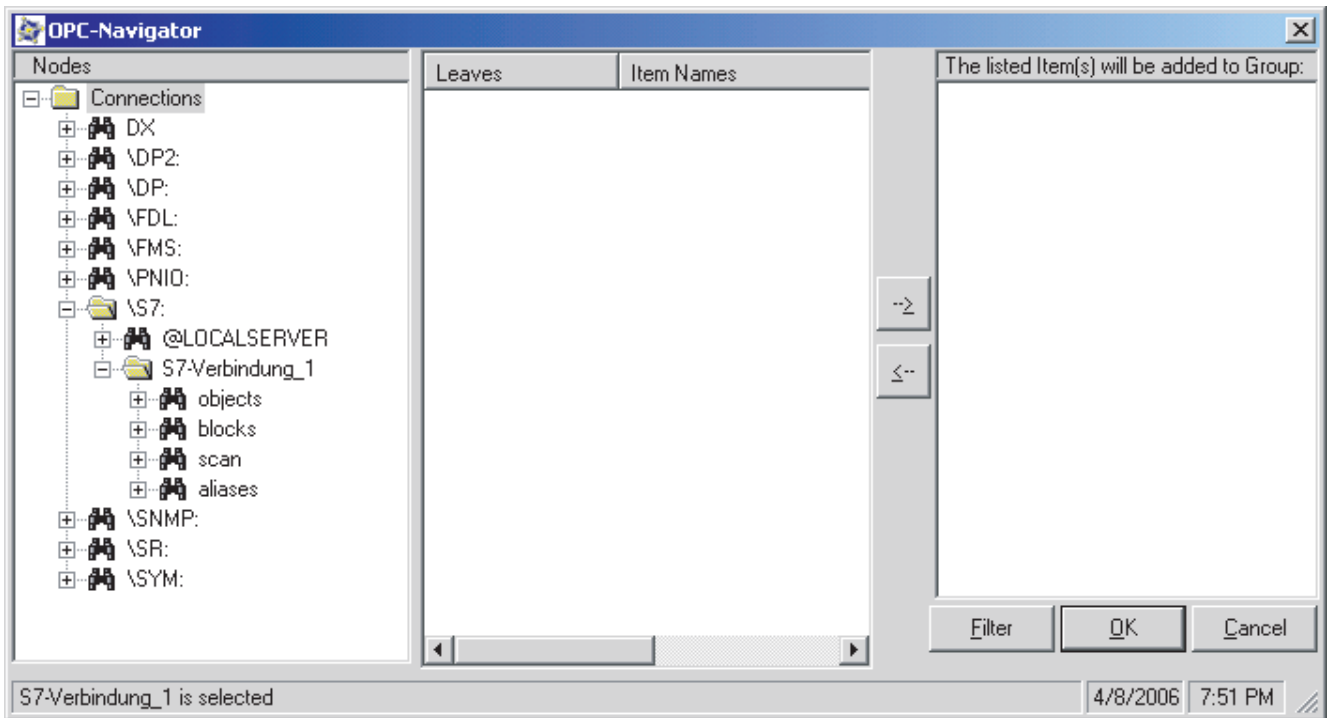 OPC-Navigator
Nodes
Connections
DX
\DP2:
\DP:
\FDL:
\FMS:
\PNIO:
\S7:
@LOCALSERVER
S7-Verbindung_1
objects
blocks
scan
aliases
\SNMP:
\SR:
\SYM:
Leaves Item Names
-->
<--
The listed Item(s) will be added to Group:
Filter OK Cancel
S7-Verbindung_1 is selected 4/8/2006 7:51 PM